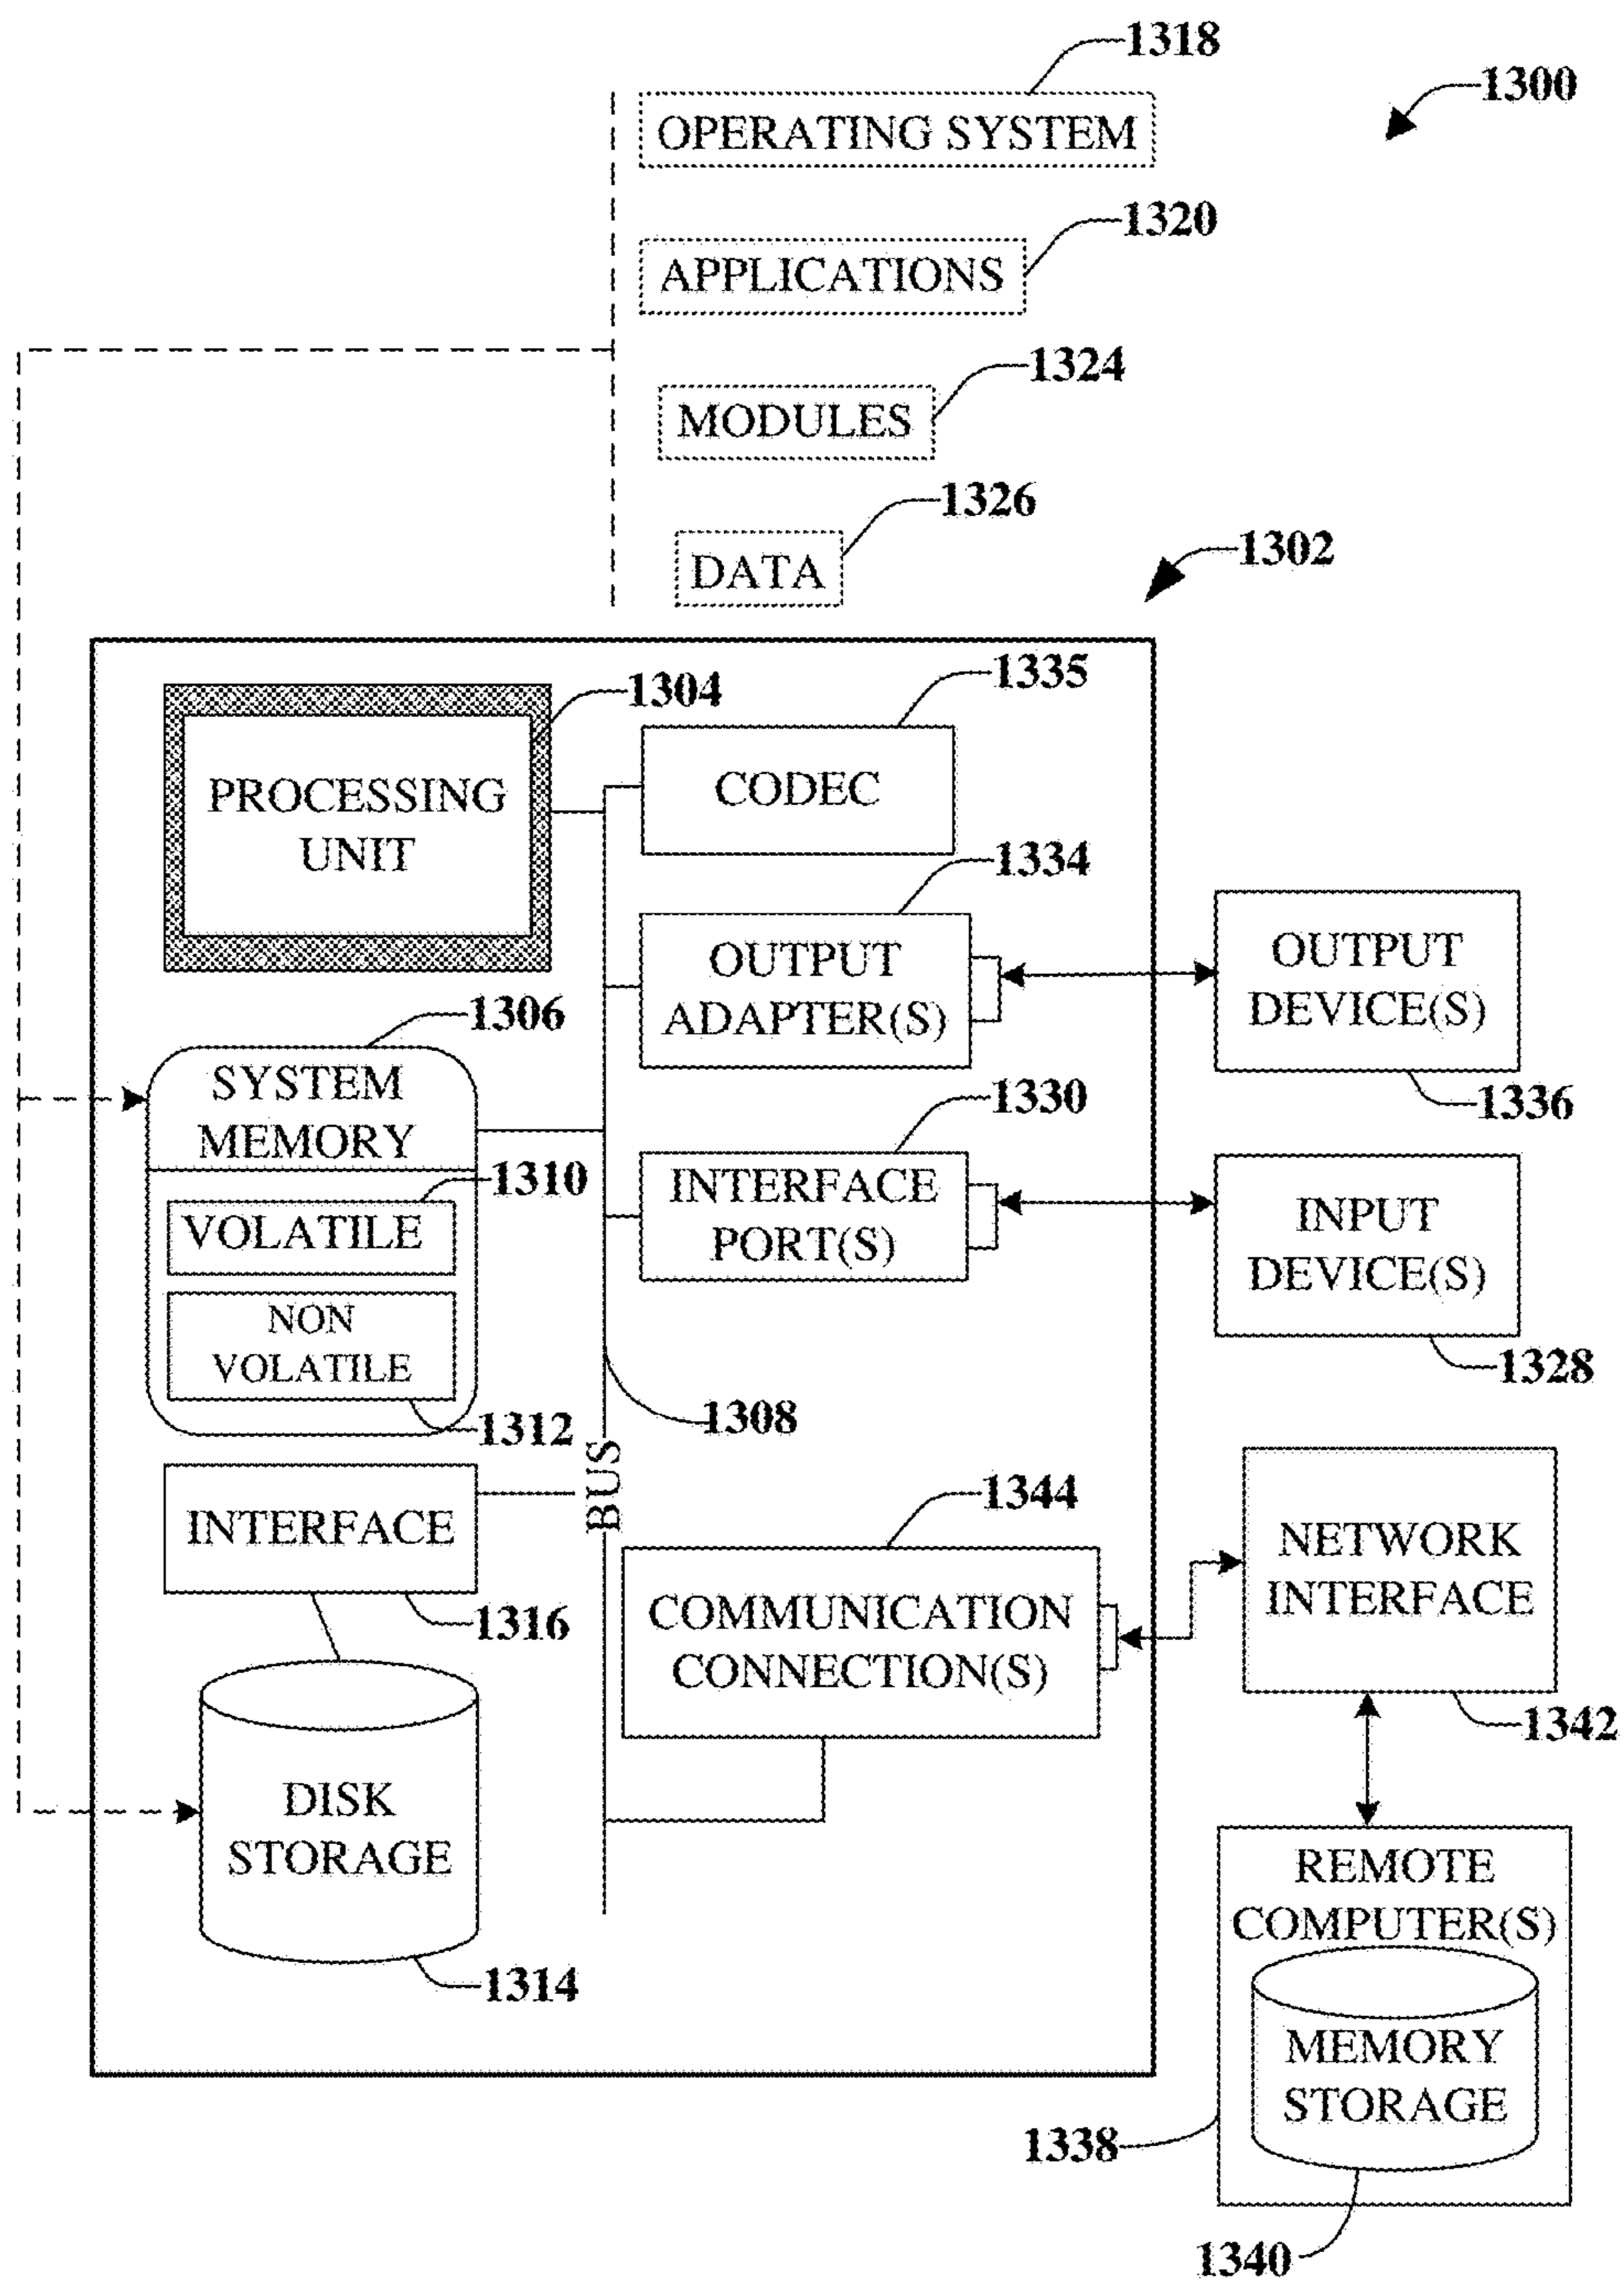 1318
1300
OPERATING SYSTEM
1320
APPLICATIONS
1324
MODULES
1326
DATA
1302
1304
PROCESSING
UNIT
1335
CODEC
1334
OUTPUT
ADAPTER(S)
OUTPUT
DEVICE(S)
1336
1306
SYSTEM
MEMORY
1310
VOLATILE
NON
VOLATILE
1312
1330
INTERFACE
PORT(S)
INPUT
DEVICE(S)
1328
1308
BUS
INTERFACE
1316
1344
COMMUNICATION
CONNECTION(S)
NETWORK
INTERFACE
1342
DISK
STORAGE
1314
REMOTE
COMPUTER(S)
MEMORY
STORAGE
1338
1340